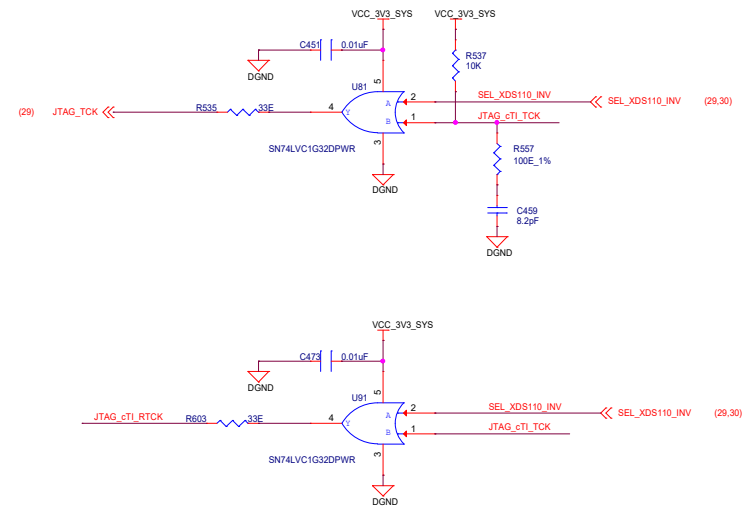 VCC_3V3_SYS
VCC_3V3_SYS
C451
0.01uF
R537
10K
DGND
5
U81
A
2
SEL_XDS110_INV
SEL_XDS110_INV
(29,30)
(29)
JTAG_TCK
R535
33E
4
Y
B
1
JTAG_cTI_TCK
3
SN74LVC1G32DPWR
R557
100E_1%
DGND
C459
8.2pF
DGND
VCC_3V3_SYS
C473
0.01uF
DGND
5
U91
A
2
SEL_XDS110_INV
SEL_XDS110_INV
(29,30)
JTAG_cTI_RTCK
R603
33E
4
Y
B
1
JTAG_cTI_TCK
3
SN74LVC1G32DPWR
DGND